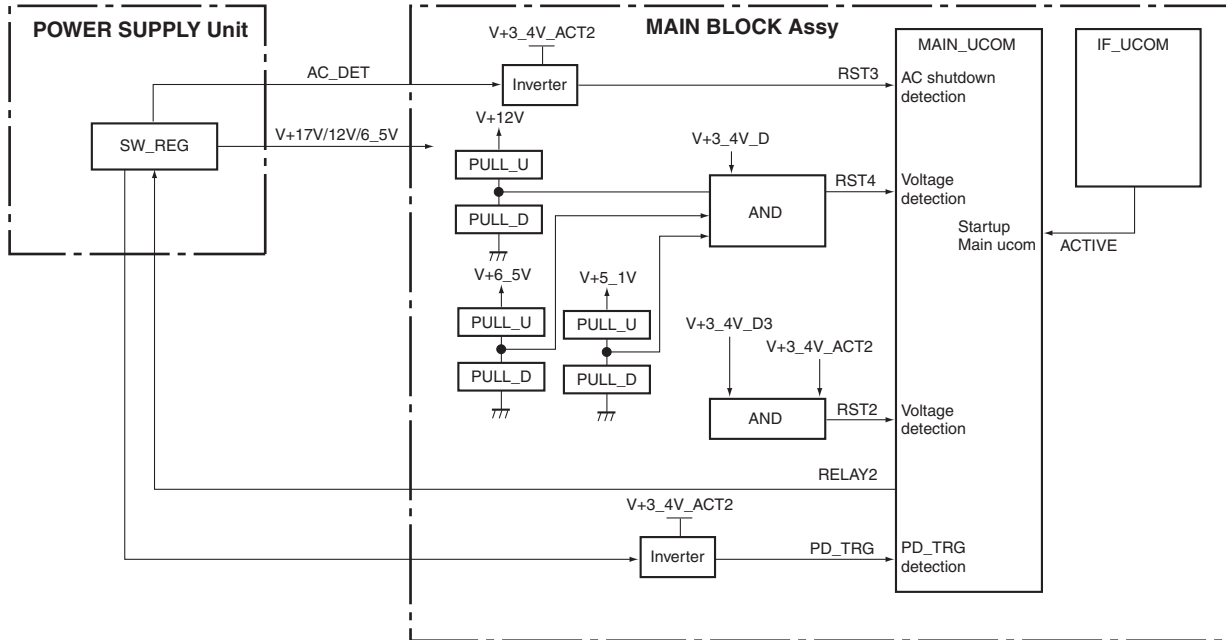 POWER SUPPLY Unit
MAIN BLOCK Assy
V+3_4V_ACT2
MAIN_UCOM
IF_UCOM
AC_DET
Inverter
RST3
AC shutdown
detection
V+12V
V+17V/12V/6_5V
SW_REG
V+3_4V_D
PULL_U
RST4
Voltage
detection
AND
PULL_D
Startup
Main ucom
ACTIVE
V+6_5V
V+5_1V
PULL_U
PULL_U
V+3_4V_D3
V+3_4V_ACT2
PULL_D
PULL_D
AND
RST2
Voltage
detection
RELAY2
V+3_4V_ACT2
Inverter
PD_TRG
PD_TRG
detection